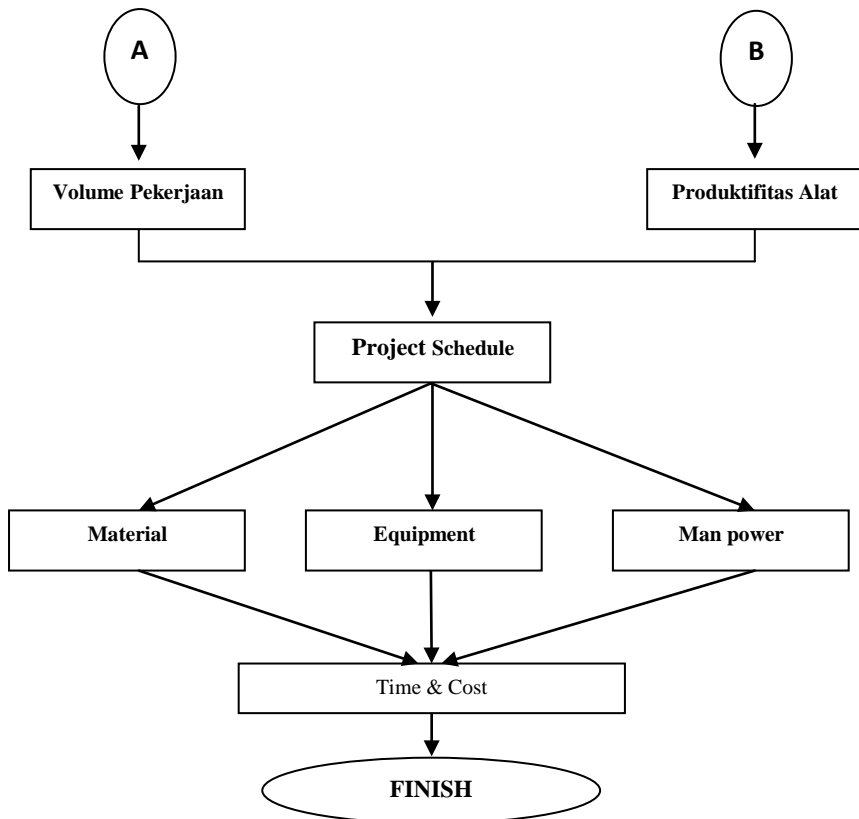 A
B
Volume Pekerjaan
Produktifitas Alat
Project Schedule
Material
Equipment
Man power
Time & Cost
FINISH